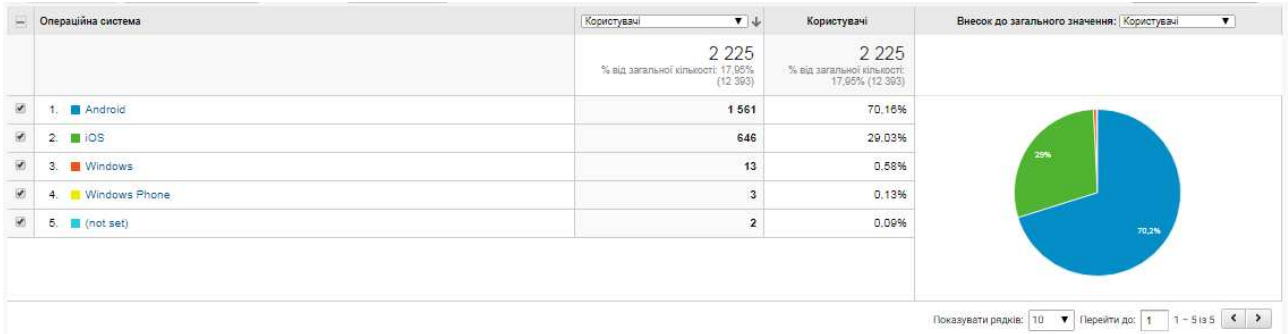 Операційна система
Користувачі
Користувачі
Внесок до загального значення: Користувачі
2 225
% від загальної кількості: 17,95%
(12 393)
2 225
% від загальної кількості:
17,95% (12 393)
1. Android 1 561 70,16%
2. iOS 646 29,03%
3. Windows 13 0,58%
4. Windows Phone 3 0,13%
5. (not set) 2 0,09%
29%
70,2%
Показувати рядків: 10 Перейти до: 1 1 – 5 із 5